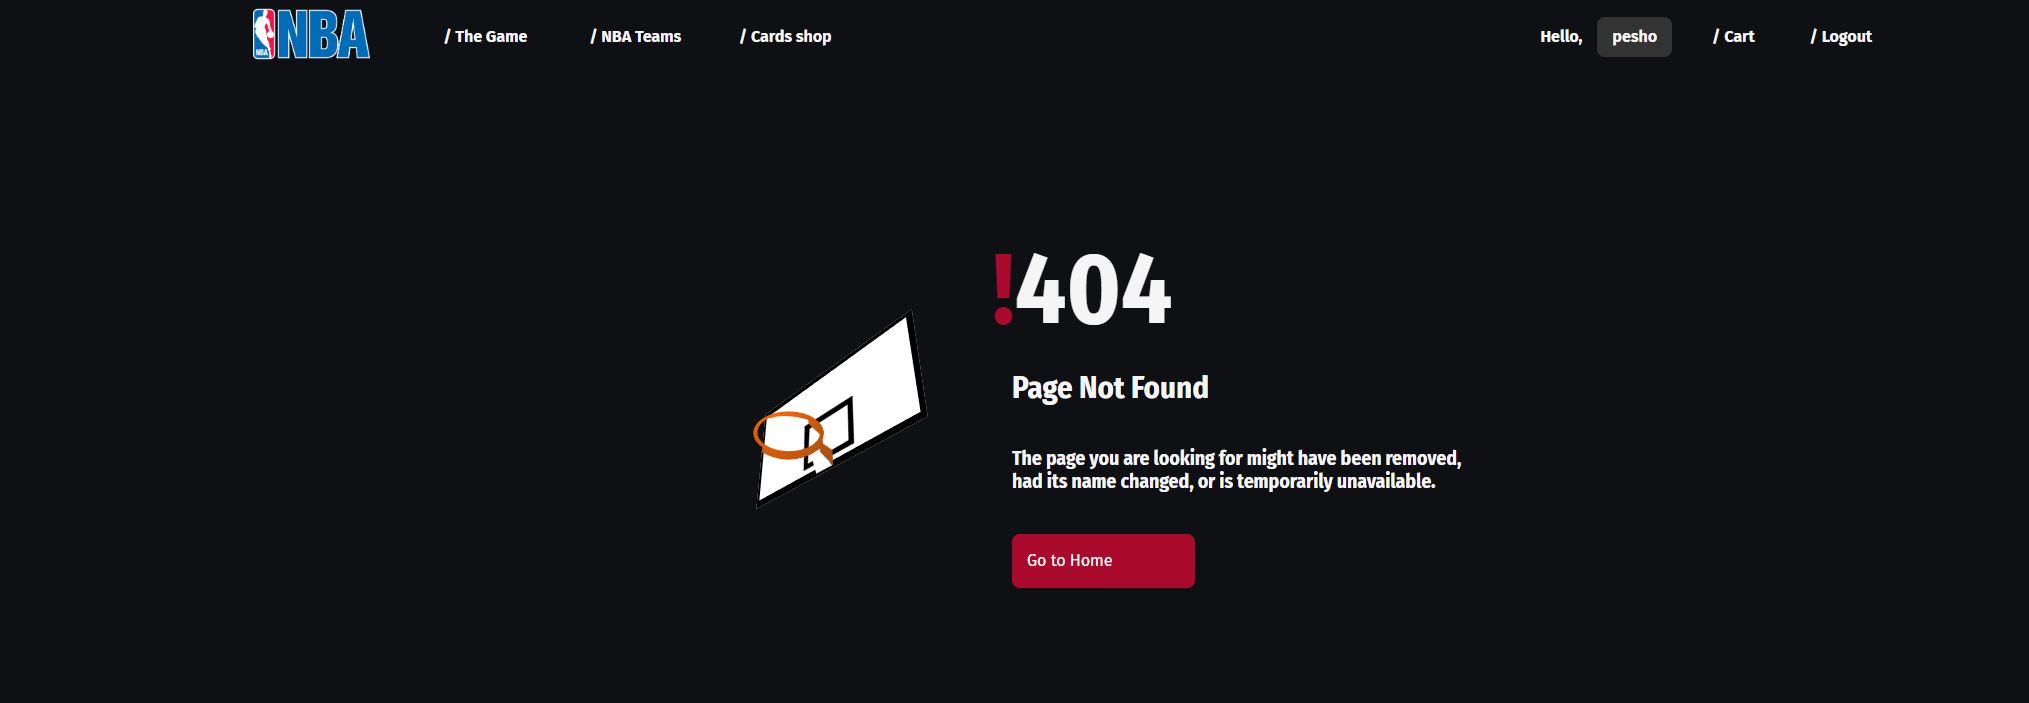 NBA NBA
/ The Game
/ NBA Teams
/ Cards shop
Hello,
pesho
/ Cart
/ Logout
!404
Page Not Found
The page you are looking for might have been removed,
had its name changed, or is temporarily unavailable.
Go to Home